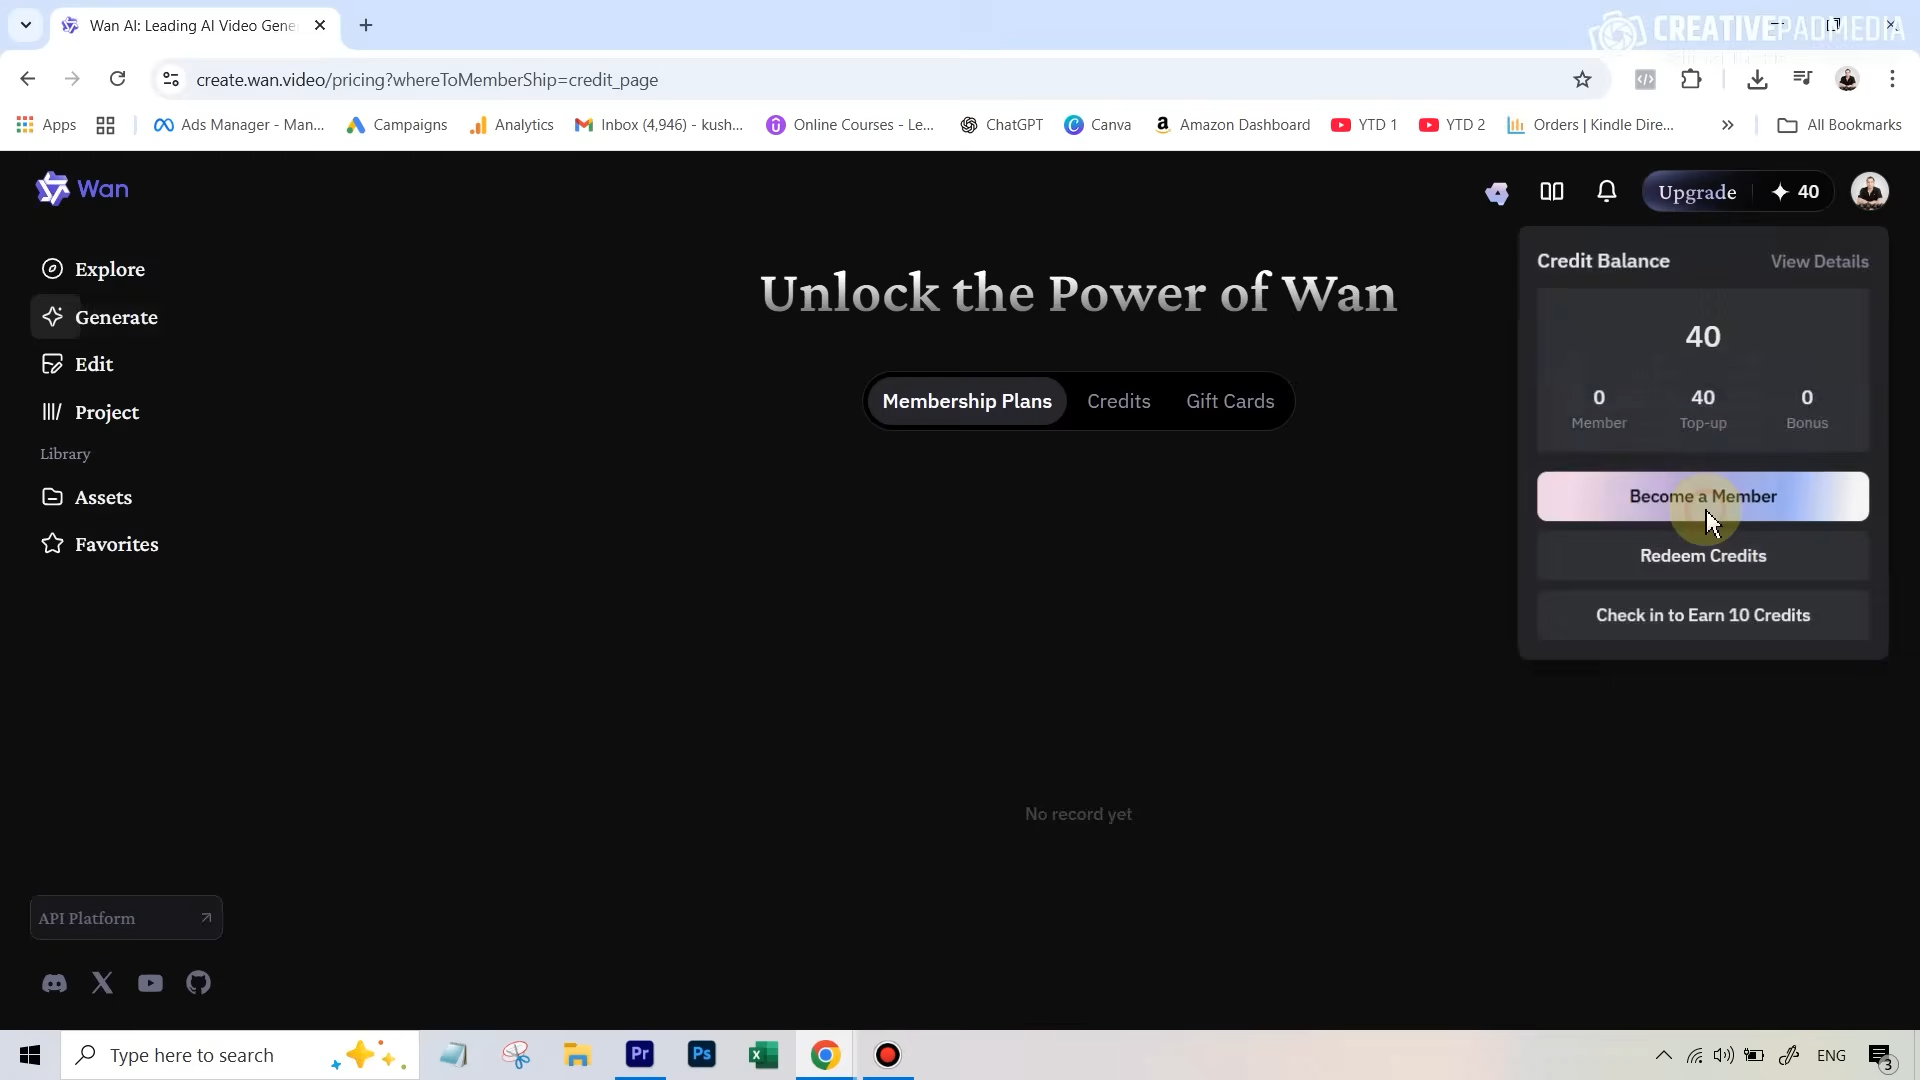 Wan AI: Leading AI Video Gene
CREATIVEPADMEDIA
create.wan.video/pricing?whereToMemberShip=credit_page
Apps
Ads Manager - Man...
Campaigns
Analytics
Inbox (4,946) - kush...
Online Courses - Le...
ChatGPT
Canva
Amazon Dashboard
YTD 1
YTD 2
Orders | Kindle Dire...
All Bookmarks
Wan
Upgrade
40
Explore
Generate
Edit
Project
Library
Assets
Favorites
Unlock the Power of Wan
Membership Plans
Credits
Gift Cards
No record yet
Credit Balance
View Details
40
0
40
0
Member
Top-up
Bonus
Become a Member
Redeem Credits
Check in to Earn 10 Credits
API Platform
Type here to search
Pr
Ps
ENG
3